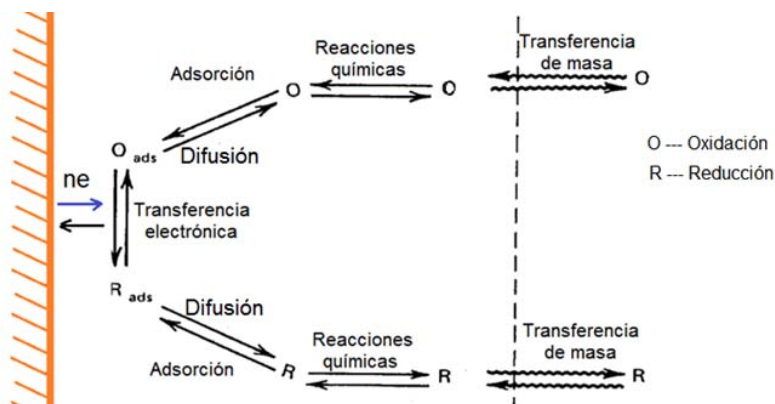 Reacciones
químicas
Transferencia
de masa
Adsorción
O
O
O
O --- Oxidación
R --- Reducción
O ads
Difusión
ne
Transferencia
electrónica
R ads
Difusión
Adsorción
Reacciones
químicas
Transferencia
de masa
R
R
R